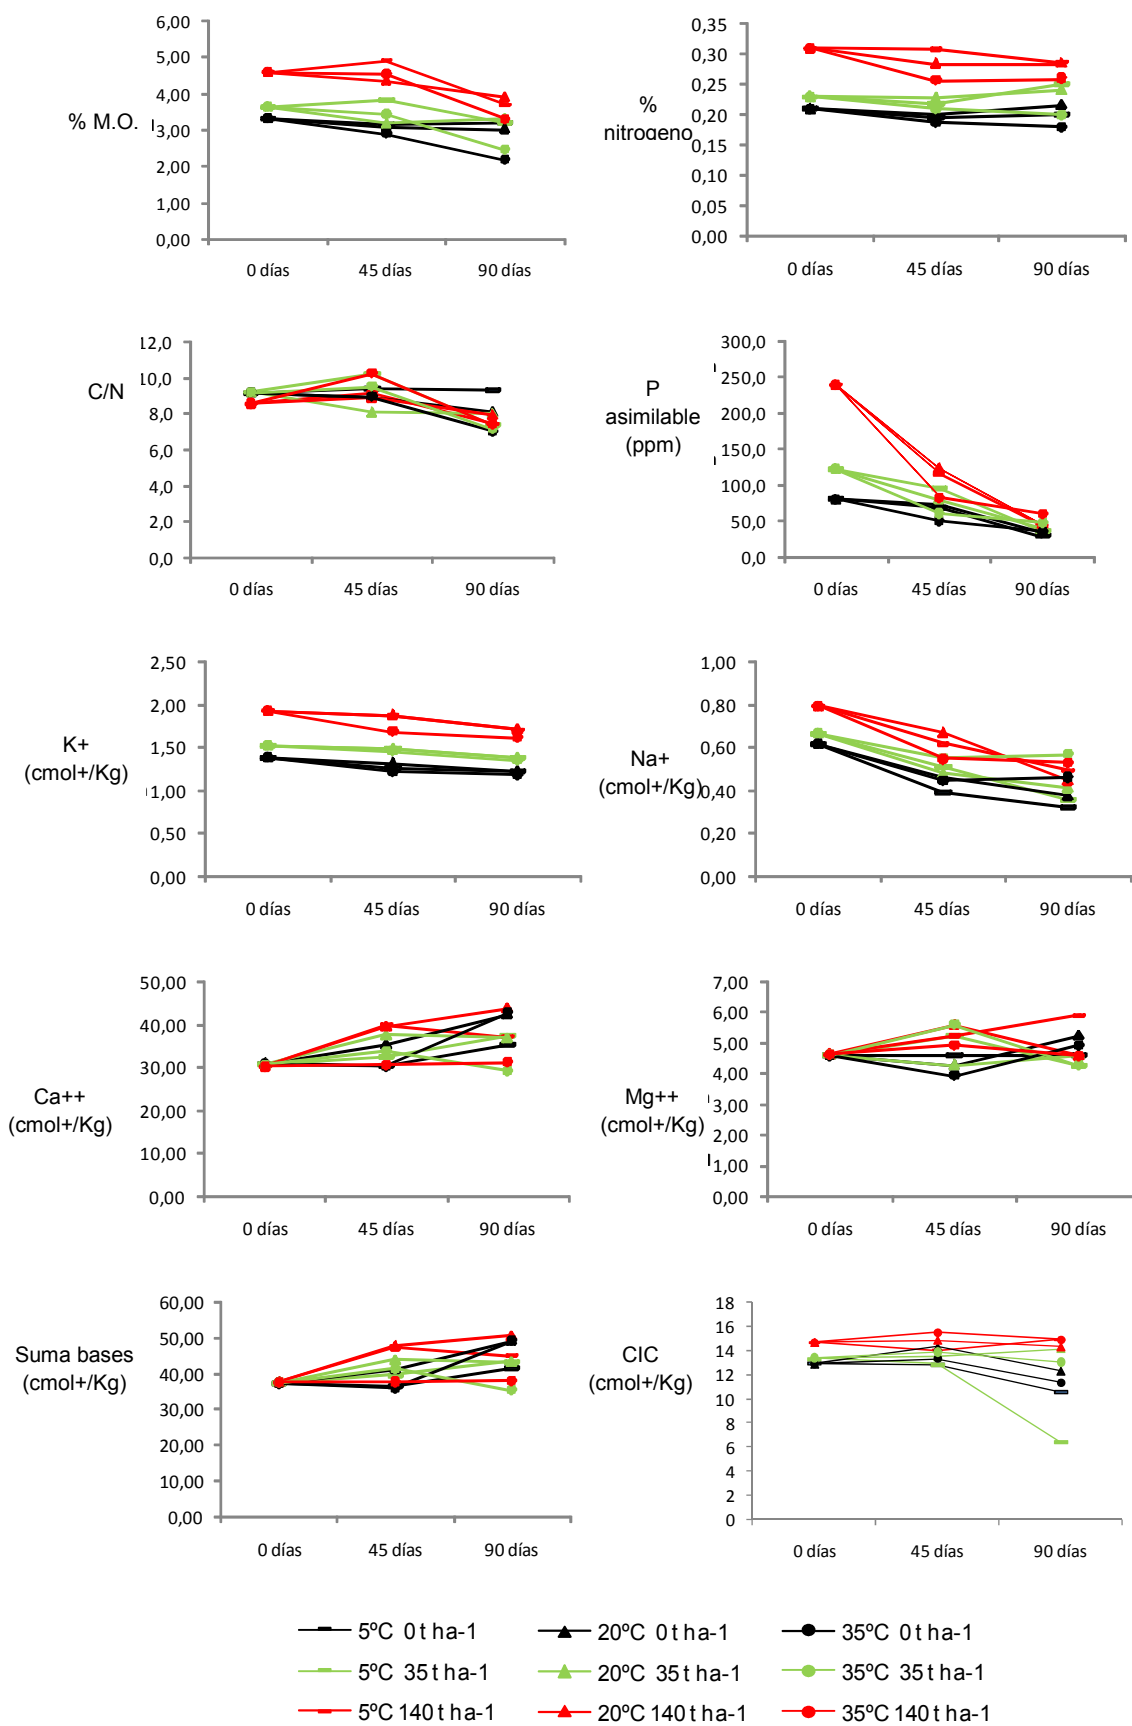 % M.O.
6,00
5,00
4,00
3,00
2,00
1,00
0,00
0 días 45 días 90 días
%
nitrogeno
0,35
0,30
0,25
0,20
0,15
0,10
0,05
0,00
0 días 45 días 90 días
C/N
12,0
10,0
8,0
6,0
4,0
2,0
0,0
0 días 45 días 90 días
P
asimilable
(ppm)
300,0
250,0
200,0
150,0
100,0
50,0
0,0
0 días 45 días 90 días
K+
(cmol+/Kg)
2,50
2,00
1,50
1,00
0,50
0,00
0 días 45 días 90 días
Na+
(cmol+/Kg)
1,00
0,80
0,60
0,40
0,20
0,00
0 días 45 días 90 días
Ca++
(cmol+/Kg)
50,00
40,00
30,00
20,00
10,00
0,00
0 días 45 días 90 días
Mg++
(cmol+/Kg)
7,00
6,00
5,00
4,00
3,00
2,00
1,00
0,00
0 días 45 días 90 días
Suma bases
(cmol+/Kg)
60,00
50,00
40,00
30,00
20,00
10,00
0,00
0 días 45 días 90 días
CIC
(cmol+/Kg)
18
16
14
12
10
8
6
4
2
0
0 días 45 días 90 días
5ºC 0 t ha-1 20ºC 0 t ha-1 35ºC 0 t ha-1
5ºC 35 t ha-1 20ºC 35 t ha-1 35ºC 35 t ha-1
5ºC 140 t ha-1 20ºC 140 t ha-1 35ºC 140 t ha-1